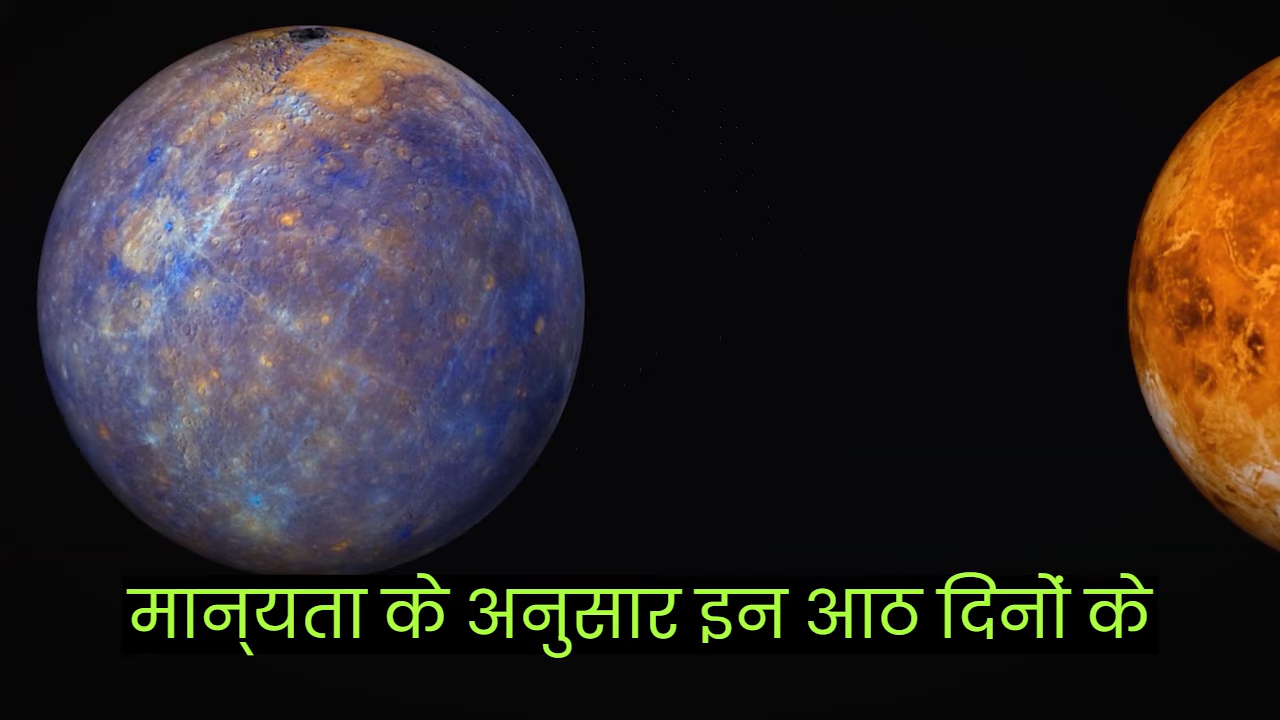 मान्यता के अनुसार इन आठ दिनों के